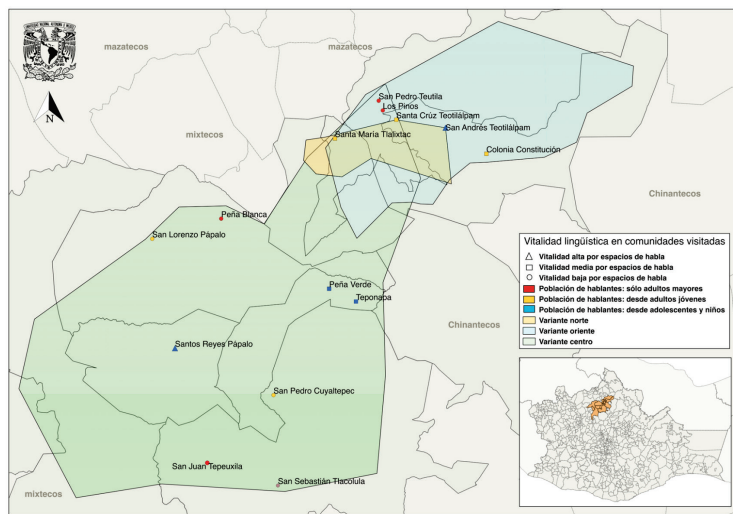 mazatecos
mazatecos
N
San Pedro Teutila
Los Pinos
Santa Crúz Teotilálpam
San Andres Teotilálpam
Santa Maria Tlalixtac
mixtecos
Colonia Constitución
Chinantecos
Peña Blanca
San Lorenzo Pápalo
Peña Verde
Teponapa
Chinantecos
Santos Reyes Pápalo
San Pedro Cuyaltepec
San Juan Tepeuxila
San Sebastián Tlacolula
mixtecos
Vitalidad lingüística en comunidades visitadas
Vitalidad alta por espacios de habla
Vitalidad media por espacios de habla
Vitalidad baja por espacios de habla
Población de hablantes: sólo adultos mayores
Población de hablantes: desde adultos jóvenes
Población de hablantes: desde adolescentes y niños
Variante norte
Variante oriente
Variante centro